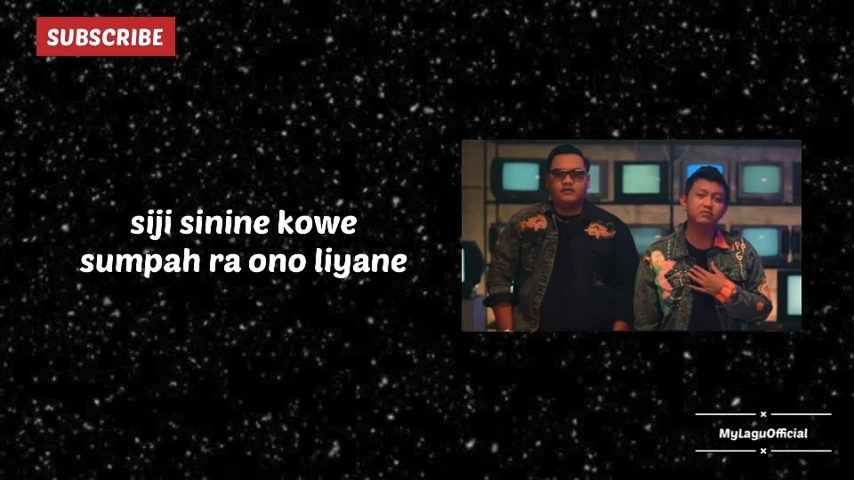 SUBSCRIBE
siji sinine kowe
sumpah ra ono liyane
MyLaguOfficial